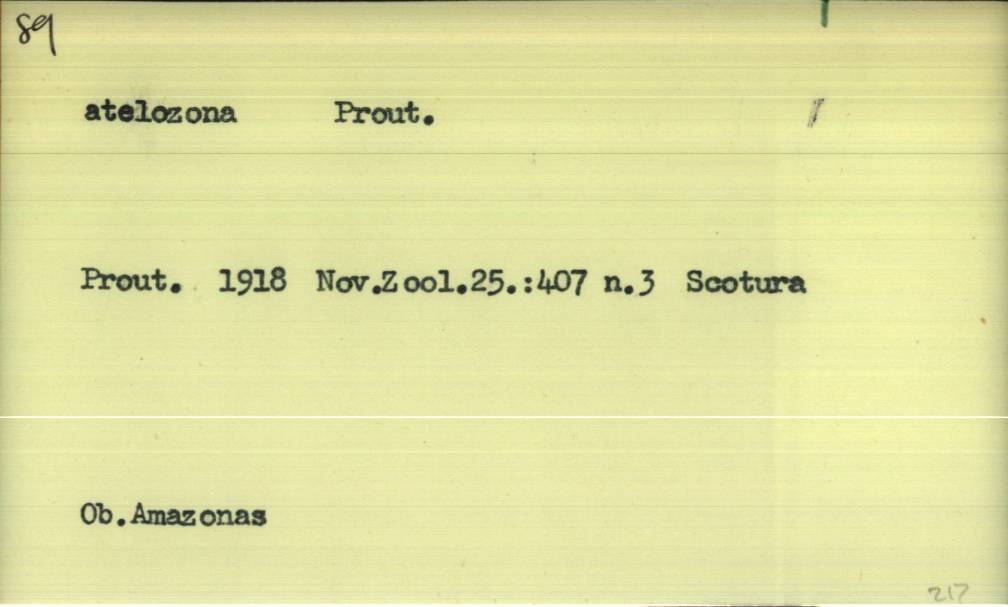 89
atelozona Prout.
Prout. 1918 Nov.Zool.25.:407 n.3 Scotura
Ob.Amazonas
217